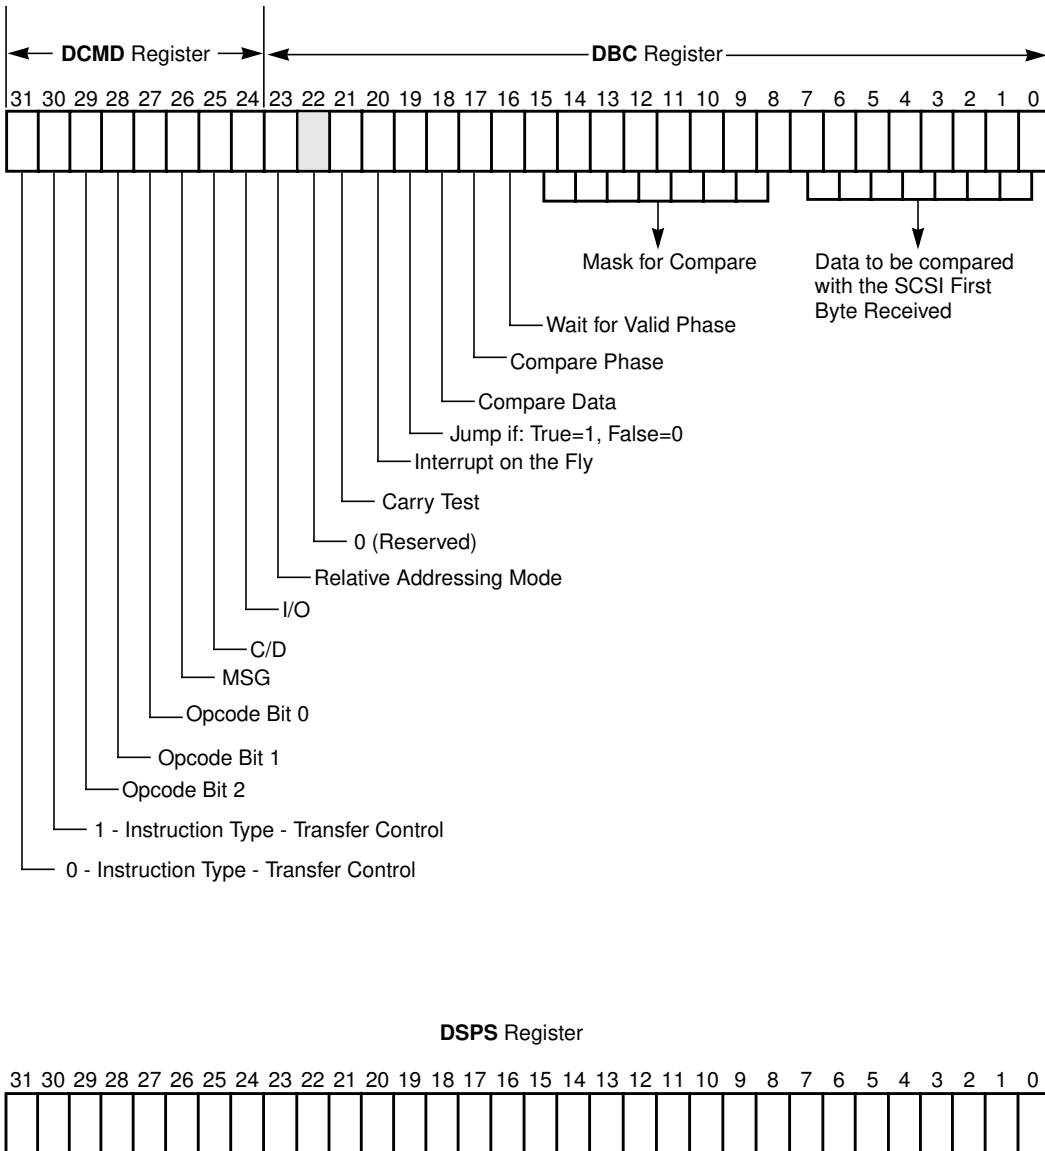 DCMD Register DBC Register
31 30 29 28 27 26 25 24 23 22 21 20 19 18 17 16 15 14 13 12 11 10 9 8 7 6 5 4 3 2 1 0
Mask for Compare
Data to be compared
with the SCSI First
Byte Received
Wait for Valid Phase
Compare Phase
Compare Data
Jump if: True=1, False=0
Interrupt on the Fly
Carry Test
0 (Reserved)
Relative Addressing Mode
I/O
C/D
MSG
Opcode Bit 0
Opcode Bit 1
Opcode Bit 2
1 - Instruction Type - Transfer Control
0 - Instruction Type - Transfer Control
DSPS Register
31 30 29 28 27 26 25 24 23 22 21 20 19 18 17 16 15 14 13 12 11 10 9 8 7 6 5 4 3 2 1 0